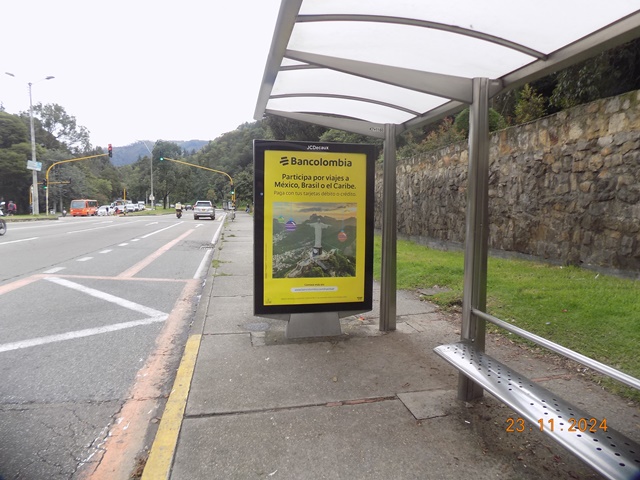 JCDecaux
Bancolombia
Participa por viajes a
México, Brasil o el Caribe.
Paga con tus tarjetas débito o crédito.
23.11.2024